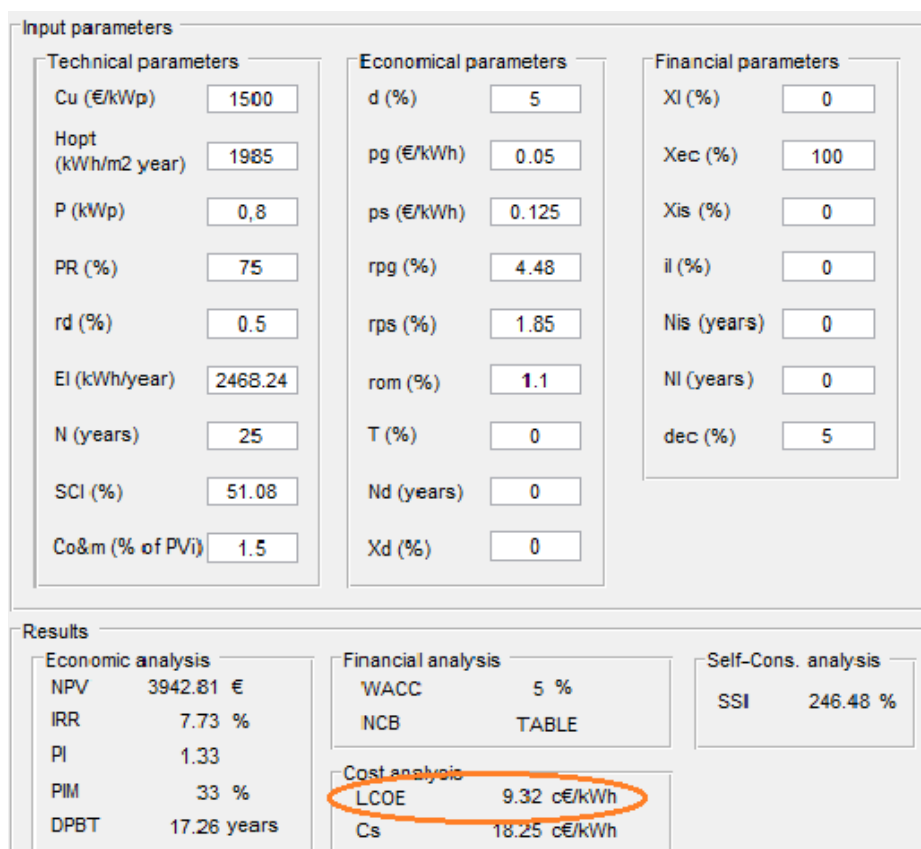 Input parameters
Technical parameters
Cu (€/kWp) 1500
Hopt
(kWh/m2 year) 1985
P (kWp) 0,8
PR (%) 75
rd (%) 0.5
El (kWh/year) 2468.24
N (years) 25
SCI (%) 51.08
Co&m (% of PVi) 1.5
Economical parameters
d (%) 5
pg (€/kWh) 0.05
ps (€/kWh) 0.125
rpg (%) 4.48
rps (%) 1.85
rom (%) 1.1
T (%) 0
Nd (years) 0
Xd (%) 0
Financial parameters
Xl (%) 0
Xec (%) 100
Xis (%) 0
il (%) 0
Nis (years) 0
Nl (years) 0
dec (%) 5
Results
Economic analysis
NPV 3942.81 €
IRR 7.73 %
PI 1.33
PIM 33 %
DPBT 17.26 years
Financial analysis
WACC 5 %
NCB TABLE
Cost analysis
LCOE 9.32 c€/kWh
Cs 18.25 c€/kWh
Self-Cons. analysis
SSI 246.48 %